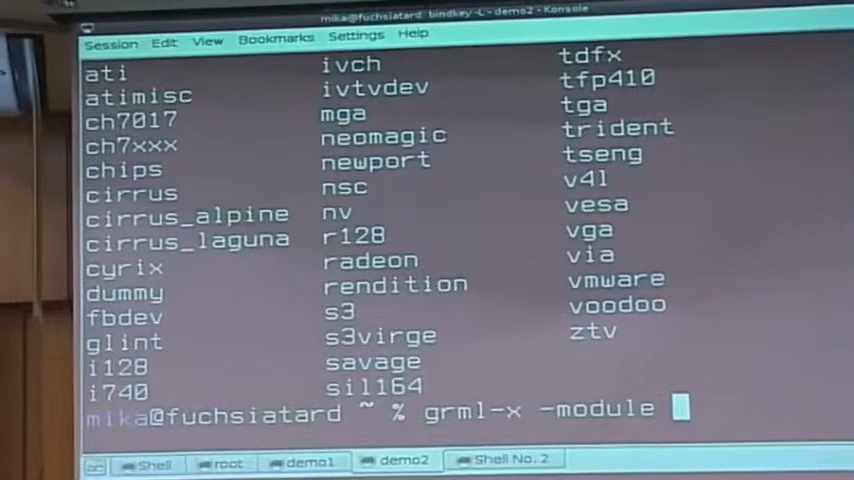 mika@fuchsiatard: bindkey -L - demo2 - Konsole
Session Edit View Bookmarks Settings Help
ati ivch tdfx
atimisc ivtvdev tfp410
ch7017 mga tga
ch7xxx neomagic trident
chips newport tseng
cirrus nsc v4l
cirrus_alpine nv vesa
cirrus_laguna r128 vga
cyrix radeon via
dummy rendition vmware
fbdev s3 voodoo
glint s3virge ztv
i128 savage
i740 sil164
mika@fuchsiatard ~ % grml-x -module
Shell root demo1 demo2 Shell No. 2